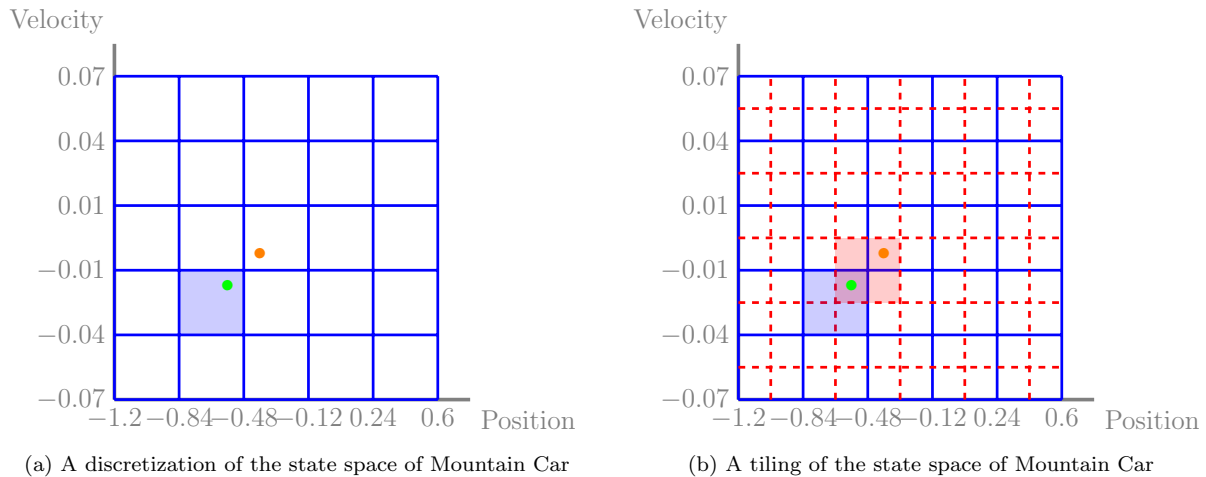 Velocity
0.07
0.04
0.01
−0.01
−0.04
−0.07
−1.2 −0.84 −0.48 −0.12 0.24 0.6
Position
(a) A discretization of the state space of Mountain Car
Velocity
0.07
0.04
0.01
−0.01
−0.04
−0.07
−1.2 −0.84 −0.48 −0.12 0.24 0.6
Position
(b) A tiling of the state space of Mountain Car